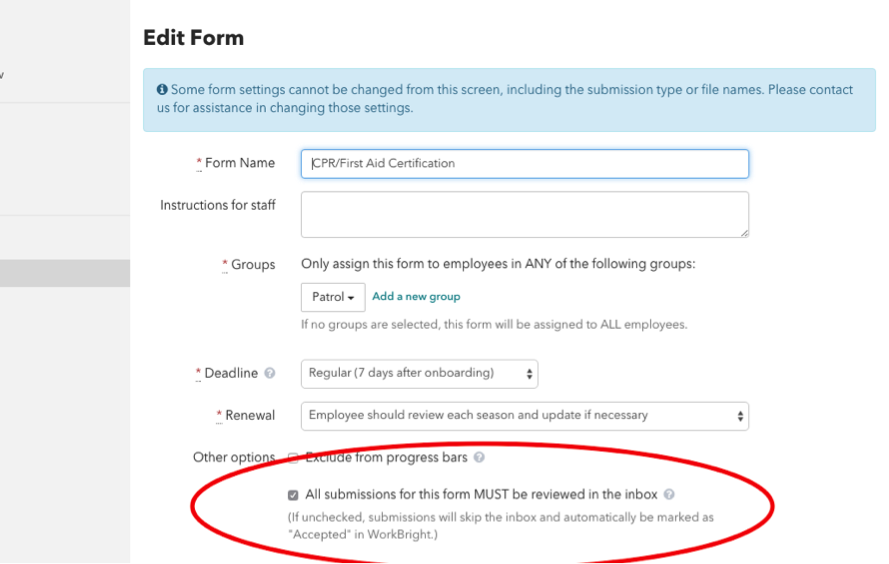 Edit Form
Some form settings cannot be changed from this screen, including the submission type or file names. Please contact
us for assistance in changing those settings.
* Form Name
CPR/First Aid Certification
Instructions for staff
* Groups
Only assign this form to employees in ANY of the following groups:
Patrol
Add a new group
If no groups are selected, this form will be assigned to ALL employees.
* Deadline ?
Regular (7 days after onboarding)
* Renewal
Employee should review each season and update if necessary
Other options
Exclude from progress bars ?
All submissions for this form MUST be reviewed in the inbox ?
(If unchecked, submissions will skip the inbox and automatically be marked as
"Accepted" in WorkBright.)